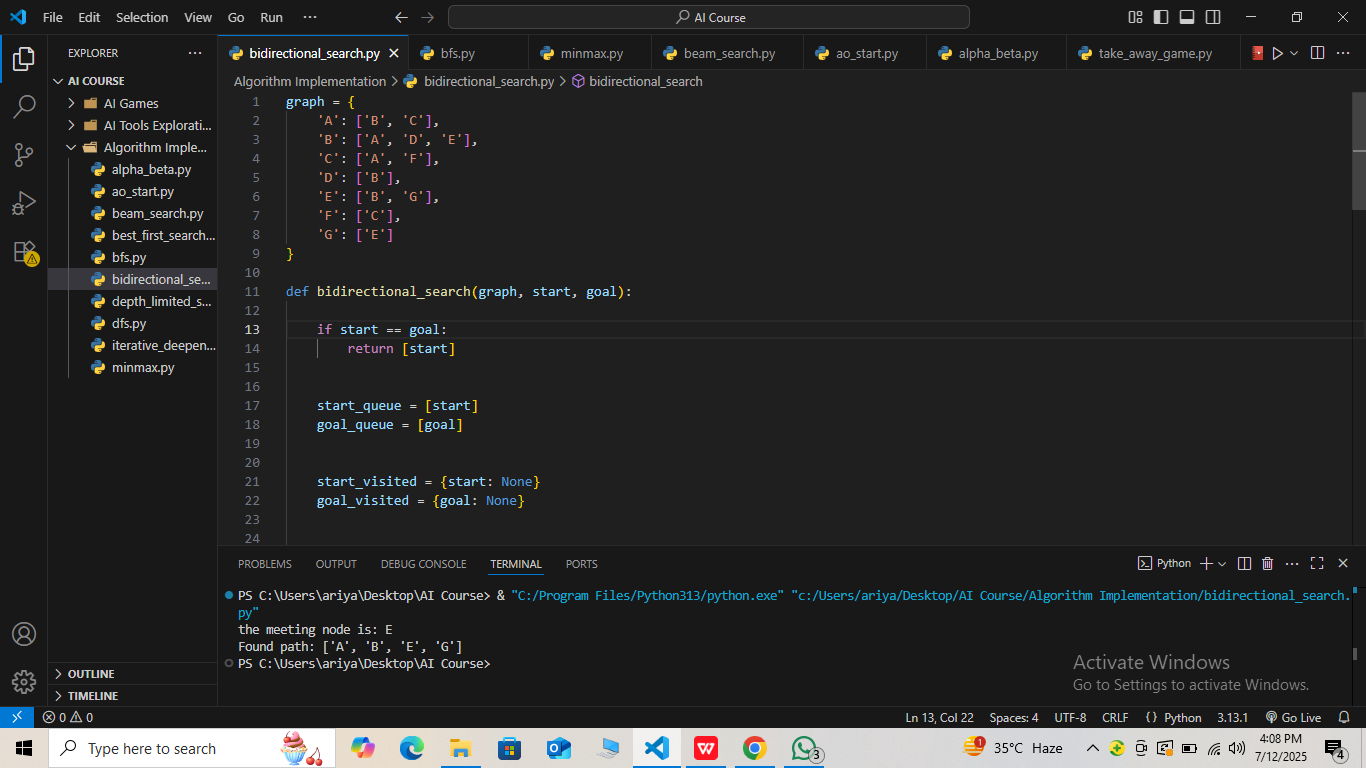 File Edit Selection View Go Run ··· AI Course
EXPLORER ···
AI COURSE
AI Games
AI Tools Explorati...
Algorithm Imple...
alpha_beta.py
ao_start.py
beam_search.py
best_first_search...
bfs.py
bidirectional_se...
depth_limited_s...
dfs.py
iterative_deepen...
minmax.py
OUTLINE
TIMELINE
bidirectional_search.py bfs.py minmax.py beam_search.py ao_start.py alpha_beta.py take_away_game.py
Algorithm Implementation > bidirectional_search.py > bidirectional_search
1 graph = {
2 'A': ['B', 'C'],
3 'B': ['A', 'D', 'E'],
4 'C': ['A', 'F'],
5 'D': ['B'],
6 'E': ['B', 'G'],
7 'F': ['C'],
8 'G': ['E']
9 }
10
11 def bidirectional_search(graph, start, goal):
12
13 if start == goal:
14 return [start]
15
16
17 start_queue = [start]
18 goal_queue = [goal]
19
20
21 start_visited = {start: None}
22 goal_visited = {goal: None}
23
24
PROBLEMS OUTPUT DEBUG CONSOLE TERMINAL PORTS Python
PS C:\Users\ariya\Desktop\AI Course> & "C:/Program Files/Python313/python.exe" "c:/Users/ariya/Desktop/AI Course/Algorithm Implementation/bidirectional_search.
py"
the meeting node is: E
Found path: ['A', 'B', 'E', 'G']
PS C:\Users\ariya\Desktop\AI Course>
Activate Windows
Go to Settings to activate Windows.
0 0 Ln 13, Col 22 Spaces: 4 UTF-8 CRLF {} Python 3.13.1 Go Live
Type here to search 3 1 35°C Haze 4:08 PM
7/12/2025 4